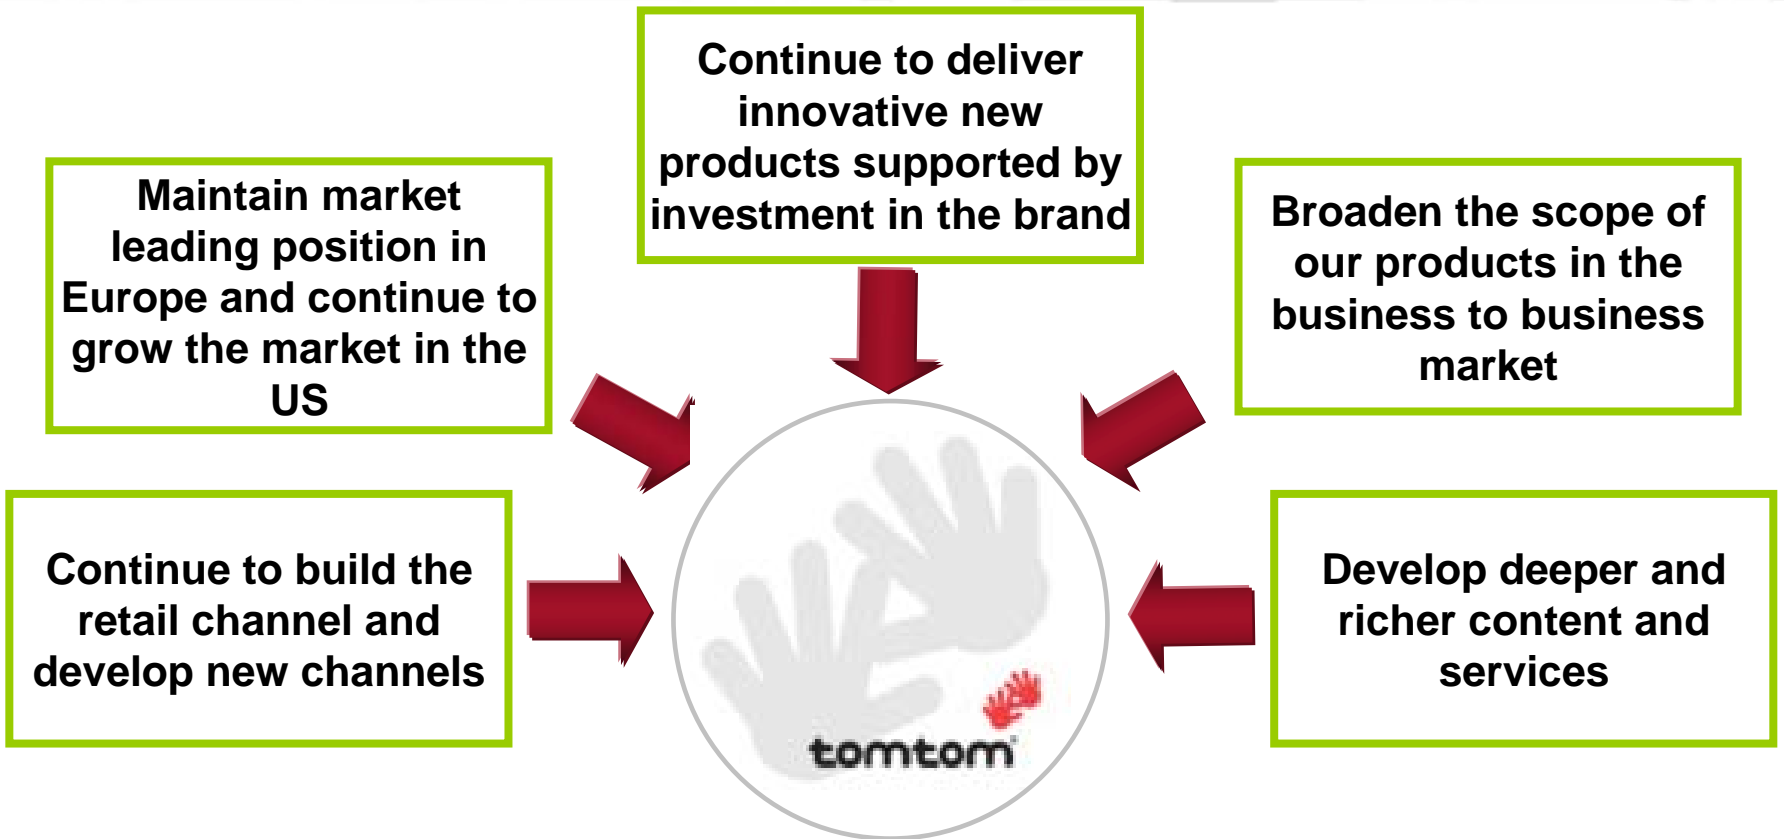 Continue to deliver
innovative new
products supported by
investment in the brand
Maintain market
leading position in
Europe and continue to
grow the market in the
US
Broaden the scope of
our products in the
business to business
market
Continue to build the
retail channel and
develop new channels
Develop deeper and
richer content and
services
tomtom